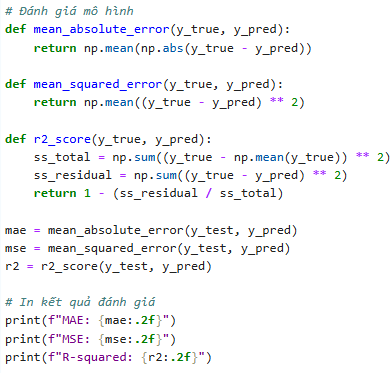 # Đánh giá mô hình
def mean_absolute_error(y_true, y_pred):
    return np.mean(np.abs(y_true - y_pred))

def mean_squared_error(y_true, y_pred):
    return np.mean((y_true - y_pred) ** 2)

def r2_score(y_true, y_pred):
    ss_total = np.sum((y_true - np.mean(y_true)) ** 2)
    ss_residual = np.sum((y_true - y_pred) ** 2)
    return 1 - (ss_residual / ss_total)

mae = mean_absolute_error(y_test, y_pred)
mse = mean_squared_error(y_test, y_pred)
r2 = r2_score(y_test, y_pred)

# In kết quả đánh giá
print(f"MAE: {mae:.2f}")
print(f"MSE: {mse:.2f}")
print(f"R-squared: {r2:.2f}")